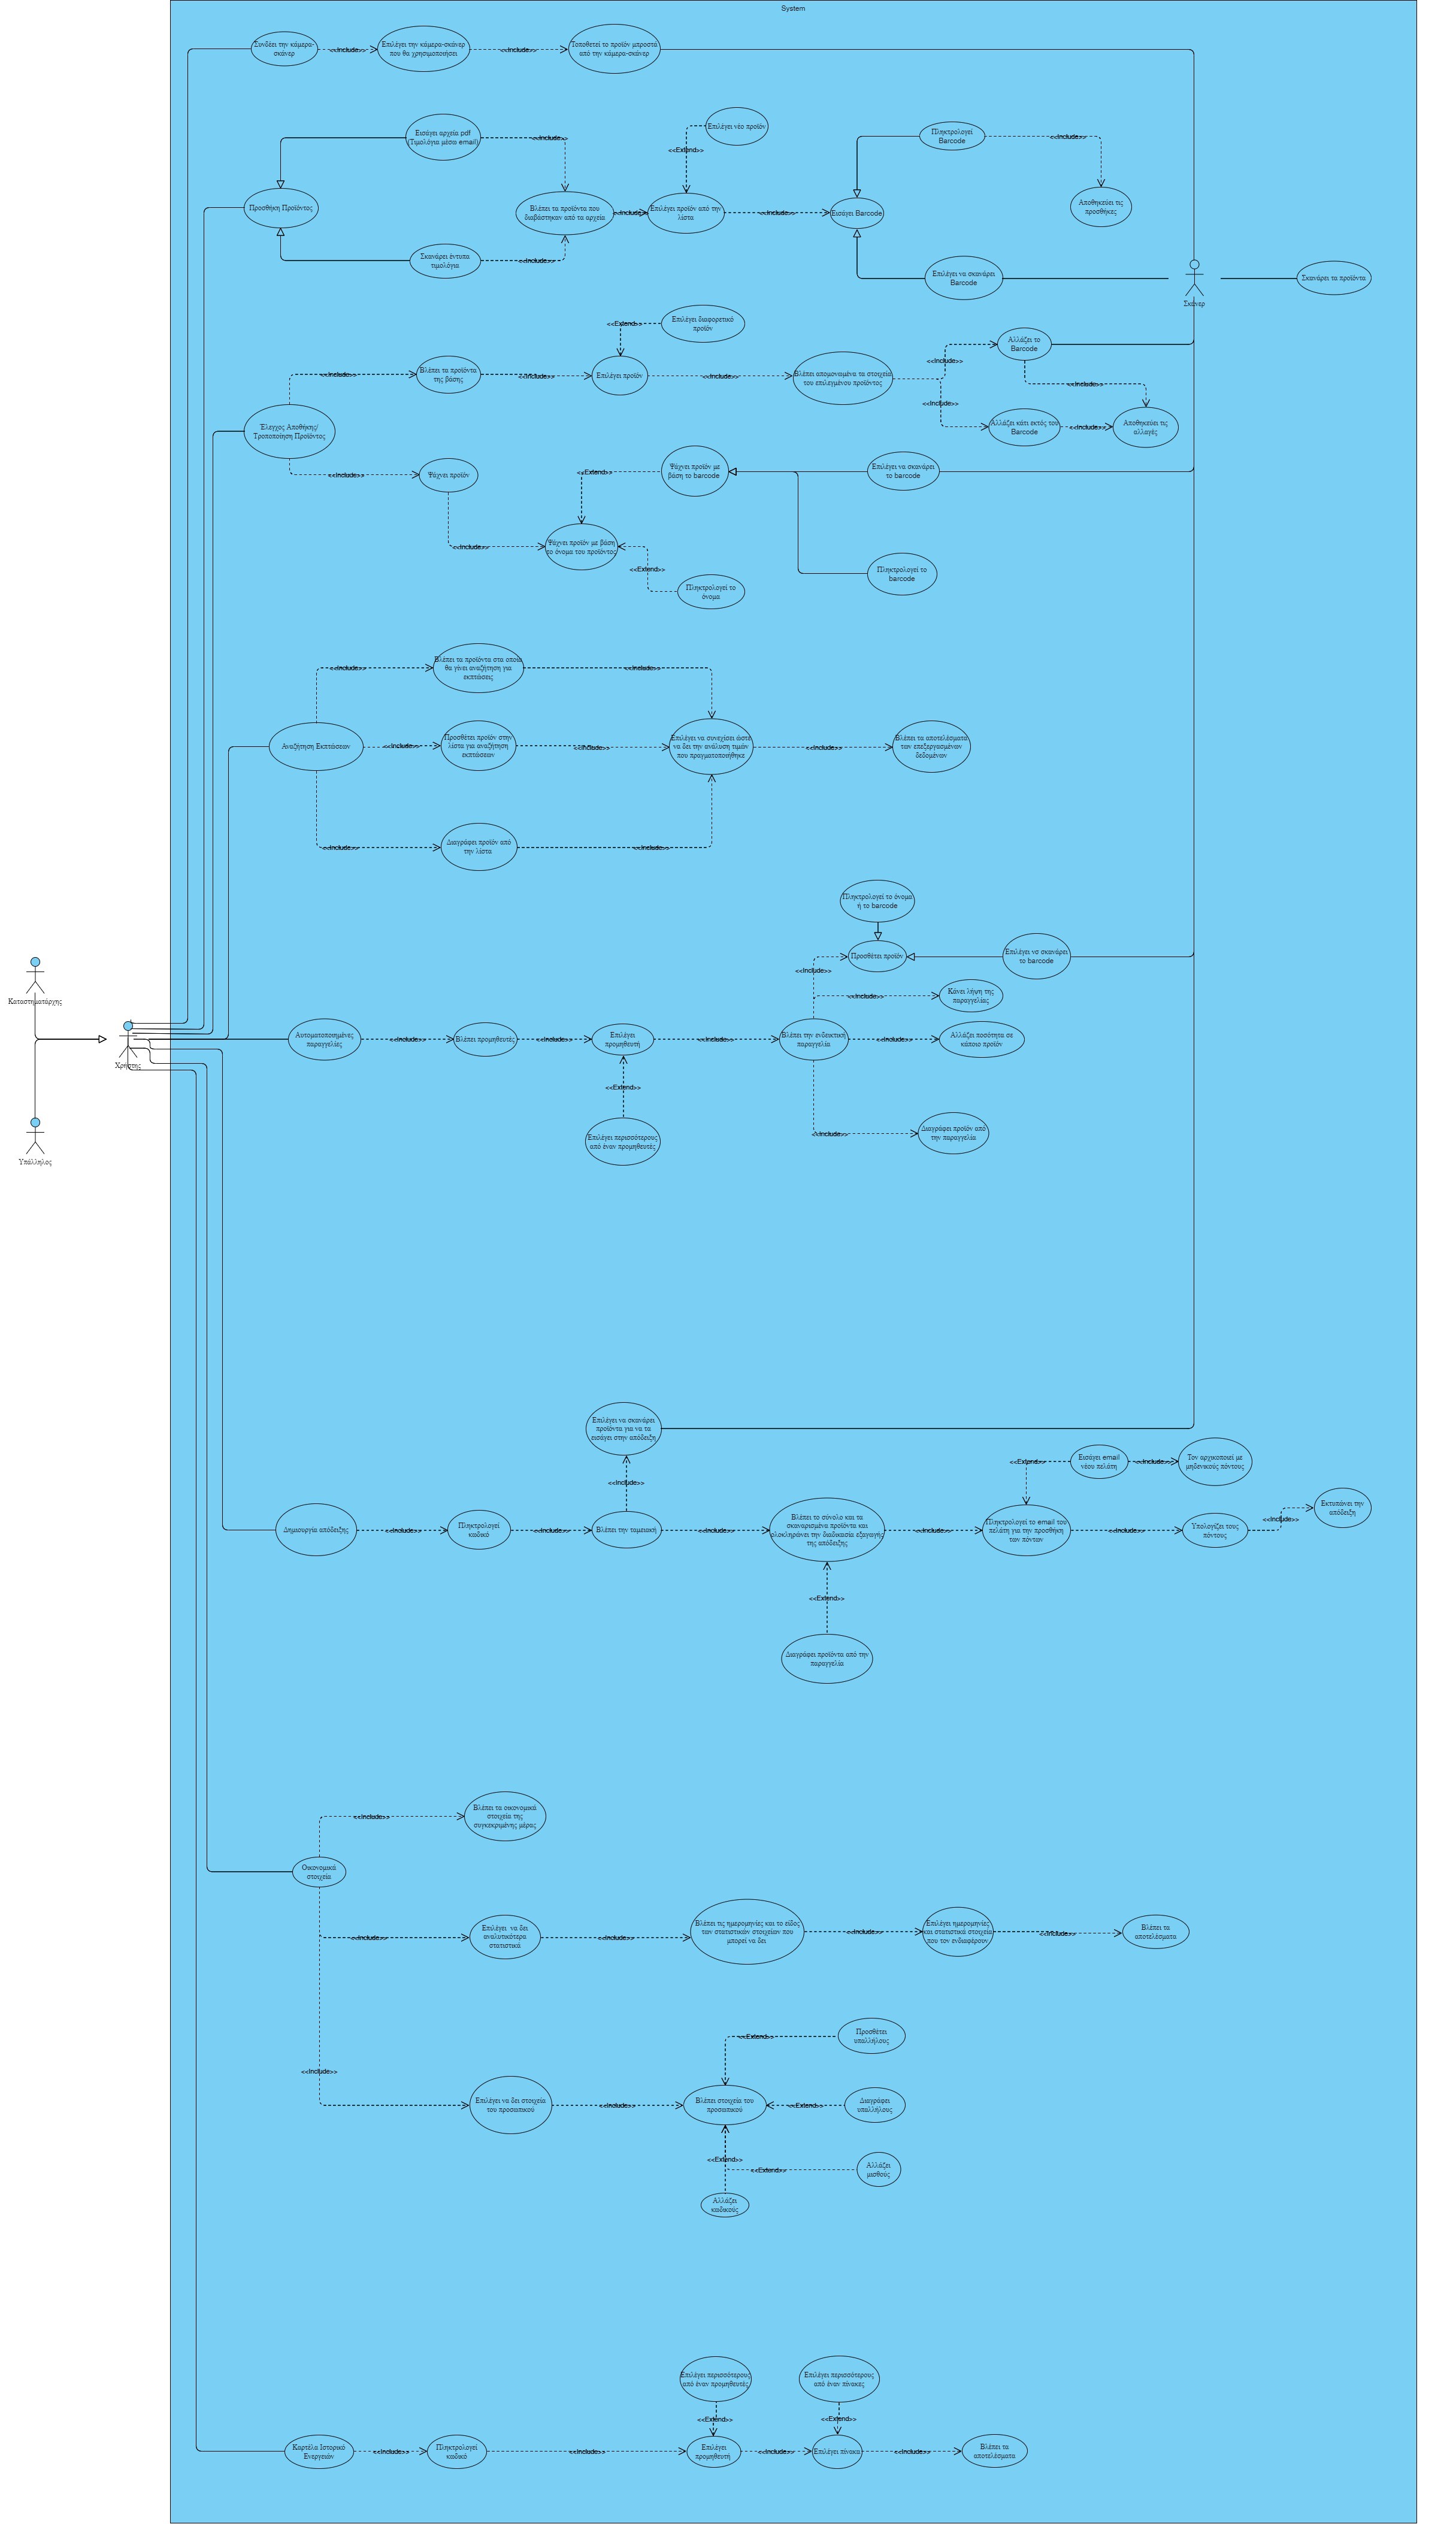 System
Συνδέει την κάμερα-
σκάνερ
<<Include>>
Επιλέγει την κάμερα-σκάνερ
που θα χρησιμοποιήσει
<<Include>>
Τοποθετεί το προϊόν μπροστά
από την κάμερα-σκάνερ
Εισάγει αρχεία pdf
(Τιμολόγια μέσω email)
<<Include>>
Επιλέγει νέο προϊόν
<<Extend>>
Πληκτρολογεί
Barcode
<<Include>>
Προσθήκη Προϊόντος
Βλέπει τα προϊόντα που
διαβάστηκαν από τα αρχεία
<<Include>>
Επιλέγει προϊόν από την
λίστα
<<Include>>
Εισάγει Barcode
Αποθηκεύει τις
προσθήκες
Σκανάρει έντυπα
τιμολόγια
<<Include>>
Επιλέγει να σκανάρει
Barcode
Σκάνερ
Σκανάρει τα προϊόντα
Επιλέγει διαφορετικό
προϊόν
<<Extend>>
Βλέπει τα προϊόντα
της βάσης
<<Include>>
<<Include>>
Επιλέγει προϊόν
<<Include>>
Βλέπει απομονωμένα τα στοιχεία
του επιλεγμένου προϊόντος
<<Include>>
Αλλάζει το
Barcode
<<Include>>
<<Include>>
Αλλάζει κάτι εκτός του
Barcode
<<Include>>
Αποθηκεύει τις
αλλαγές
Έλεγχος Αποθήκης/
Τροποποίηση Προϊόντος
<<Include>>
Ψάχνει προϊόν
<<Extend>>
Ψάχνει προϊόν με
βάση το barcode
Επιλέγει να σκανάρει
το barcode
<<Include>>
Ψάχνει προϊόν με βάση
το όνομα του προϊόντος
<<Extend>>
Πληκτρολογεί το
όνομα
Πληκτρολογεί το
barcode
<<Include>>
Βλέπει τα προϊόντα στα οποία
θα γίνει αναζήτηση για
εκπτώσεις
<<Include>>
Αναζήτηση Εκπτώσεων
<<Include>>
Προσθέτει προϊόν στην
λίστα για αναζήτηση
εκπτώσεων
<<Include>>
Επιλέγει να συνεχίσει ώστε
να δει την ανάλυση τιμών
που πραγματοποιήθηκε
<<Include>>
Βλέπει τα αποτελέσματα
των επεξεργασμένων
δεδομένων
<<Include>>
Διαγράφει προϊόν από
την λίστα
<<Include>>
Πληκτρολογεί το όνομα
ή το barcode
Προσθέτει προϊόν
Επιλέγει νσ σκανάρει
το barcode
<<Include>>
<<Include>>
Κάνει λήψη της
παραγγελίας
Καταστηματάρχης
Χρήστης
Υπάλληλος
Αυτοματοποιημένες
παραγγελίες
<<Include>>
Βλέπει προμηθευτές
<<Include>>
Επιλέγει
προμηθευτή
<<Include>>
Βλέπει την ενδεικτική
παραγγελία
<<Include>>
Αλλάζει ποσότητα σε
κάποιο προϊόν
<<Extend>>
Επιλέγει περισσότερους
από έναν προμηθευτές
<<Include>>
Διαγράφει προϊόν από
την παραγγελία
Επιλέγει να σκανάρει
προϊόντα για να τα
εισάγει στην απόδειξη
<<Include>>
<<Extend>>
Εισάγει email
νέου πελάτη
<<Include>>
Τον αρχικοποιεί με
μηδενικούς πόντους
Δημιουργία απόδειξης
<<Include>>
Πληκτρολογεί
κωδικό
<<Include>>
Βλέπει την ταμειακή
<<Include>>
Βλέπει το σύνολο και τα
σκαναρισμένα προϊόντα και
ολοκληρώνει την διαδικασία εξαγωγής
της απόδειξης
<<Include>>
Πληκτρολογεί το email του
πελάτη για την προσθήκη
των πόντων
<<Include>>
Υπολογίζει τους
πόντους
<<Include>>
Εκτυπώνει την
απόδειξη
<<Extend>>
Διαγράφει προϊόντα από την
παραγγελία
<<Include>>
Βλέπει τα οικονομικά
στοιχεία της
συγκεκριμένης μέρας
Οικονομικά
στοιχεία
<<Include>>
Επιλέγει  να δει
αναλυτικότερα
στατιστικά
<<Include>>
Βλέπει τις ημερομηνίες και το είδος
των στατιστικών στοιχείων που
μπορεί να δει
<<Include>>
Επιλέγει ημερομηνίες
και στατιστικά στοιχεία
που τον ενδιαφέρουν
<<Include>>
Βλέπει τα
αποτελέσματα
<<Include>>
Επιλέγει να δει στοιχεία
του προσωπικού
<<Include>>
Βλέπει στοιχεία του
προσωπικού
<<Extend>>
Προσθέτει
υπαλλήλους
<<Extend>>
Διαγράφει
υπαλλήλους
<<Extend>>
<<Extend>>
Αλλάζει
μισθούς
Αλλάζει
κωδικούς
Επιλέγει περισσότερους
από έναν προμηθευτές
<<Extend>>
Επιλέγει περισσότερους
από έναν πίνακες
<<Extend>>
Καρτέλα Ιστορικό
Ενεργειών
<<Include>>
Πληκτρολογεί
κωδικό
<<Include>>
Επιλέγει
προμηθευτή
<<Include>>
Επιλέγει πίνακα
<<Include>>
Βλέπει τα
αποτελέσματα